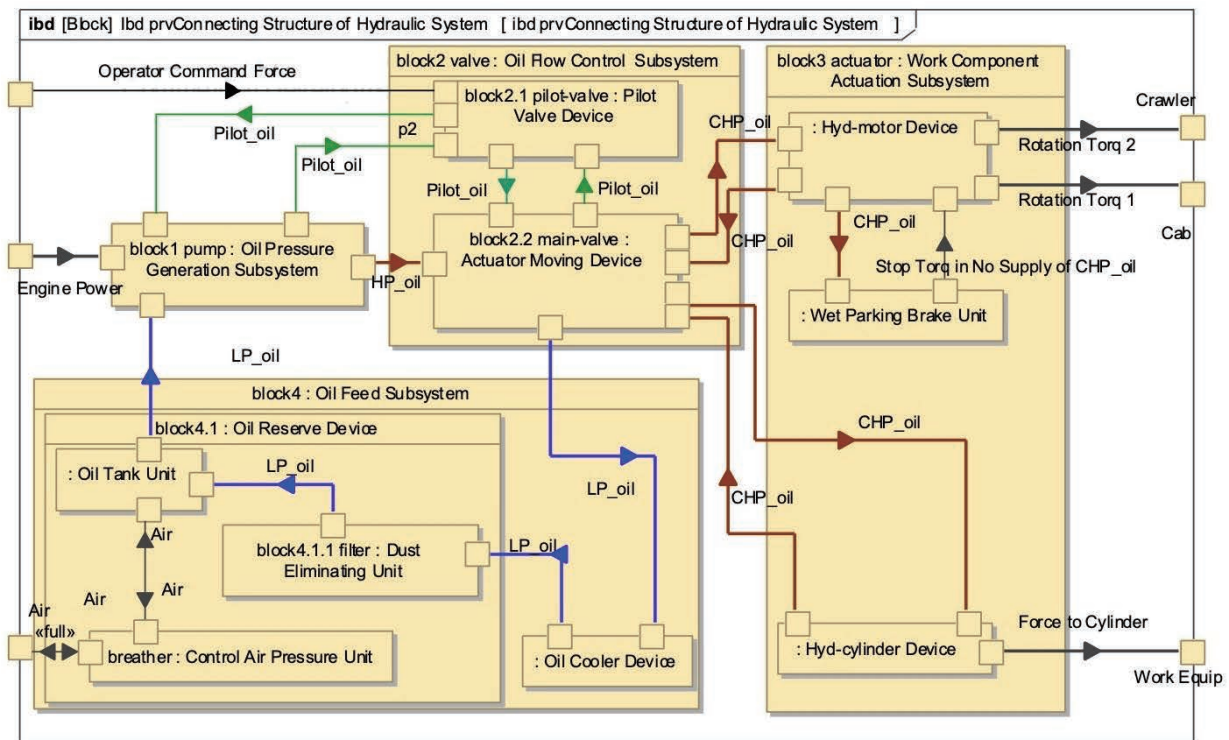 ibd [Block] Ibd prvConnecting Structure of Hydraulic System [ ibd prvConnecting Structure of Hydraulic System ]
Operator Command Force
block2 valve : Oil Flow Control Subsystem
block3 actuator : Work Component
Actuation Subsystem
block2.1 pilot-valve : Pilot
Valve Device
Pilot_oil
p2
Pilot_oil
CHP_oil
: Hyd-motor Device
Crawler
Rotation Torq 2
Pilot_oil
Pilot_oil
Rotation Torq 1
CHP_oil
Cab
block1 pump : Oil Pressure
Generation Subsystem
block2.2 main-valve :
Actuator Moving Device
CHP_oil
Engine Power
HP_oil
Stop Torq in No Supply of CHP_oil
: Wet Parking Brake Unit
LP_oil
block4 : Oil Feed Subsystem
block4.1 : Oil Reserve Device
CHP_oil
: Oil Tank Unit
LP_oil
LP_oil
CHP_oil
Air
block4.1.1 filter : Dust
Eliminating Unit
LP_oil
Air
Air
Air
«full»
breather : Control Air Pressure Unit
: Oil Cooler Device
: Hyd-cylinder Device
Force to Cylinder
Work Equip